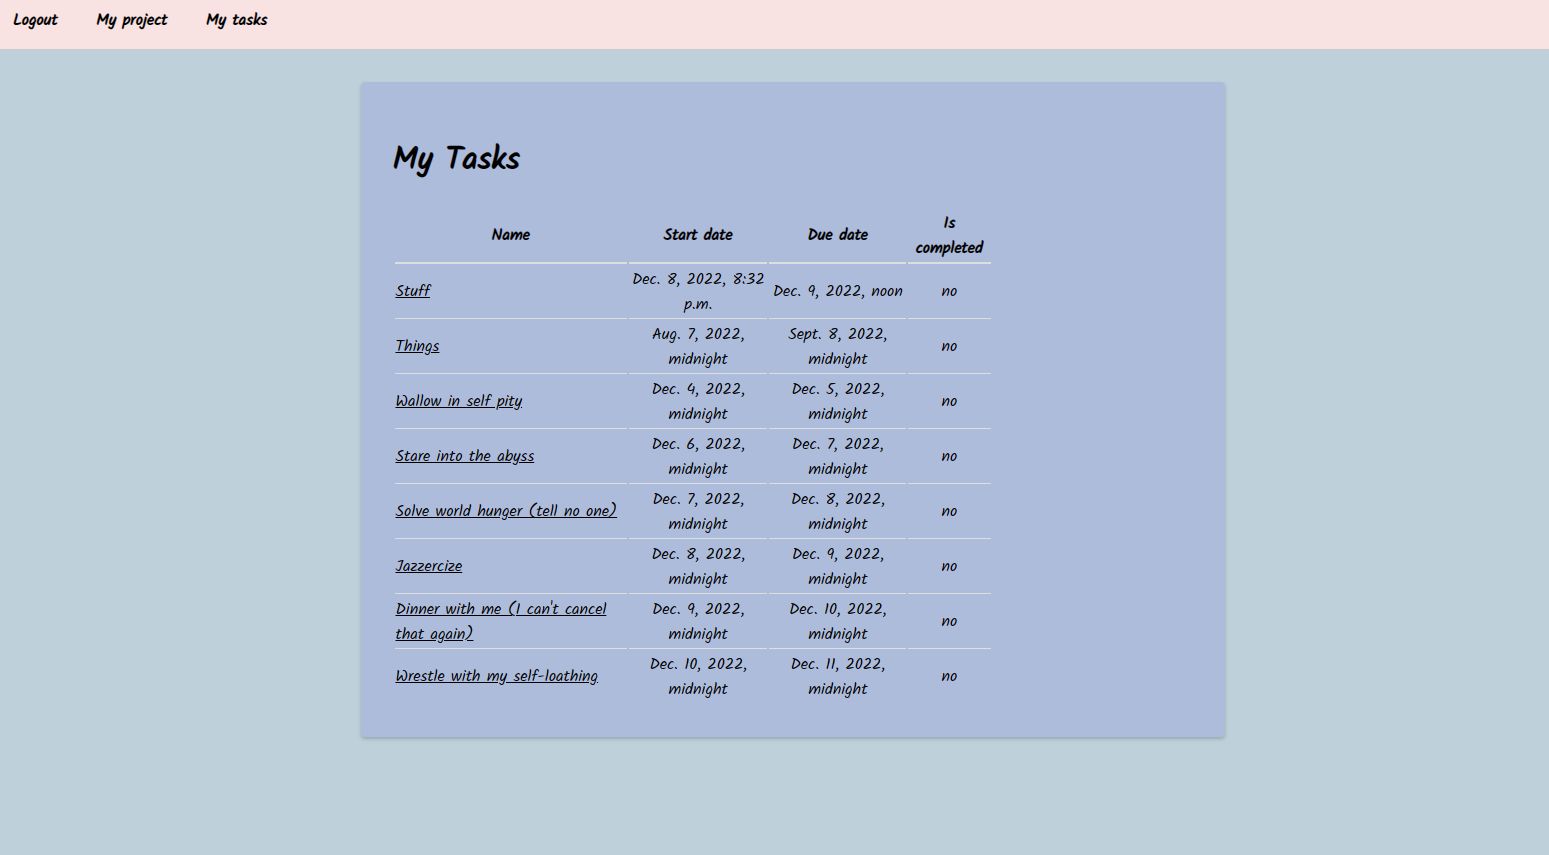 Logout My project My tasks
My Tasks
Name Start date Due date Is
completed
Stuff Dec. 8, 2022, 8:32
p.m. Dec. 9, 2022, noon no
Things Aug. 7, 2022,
midnight Sept. 8, 2022,
midnight no
Wallow in self pity Dec. 4, 2022,
midnight Dec. 5, 2022,
midnight no
Stare into the abyss Dec. 6, 2022,
midnight Dec. 7, 2022,
midnight no
Solve world hunger (tell no one) Dec. 7, 2022,
midnight Dec. 8, 2022,
midnight no
Jazzercize Dec. 8, 2022,
midnight Dec. 9, 2022,
midnight no
Dinner with me (I can't cancel
that again) Dec. 9, 2022,
midnight Dec. 10, 2022,
midnight no
Wrestle with my self-loathing Dec. 10, 2022,
midnight Dec. 11, 2022,
midnight no